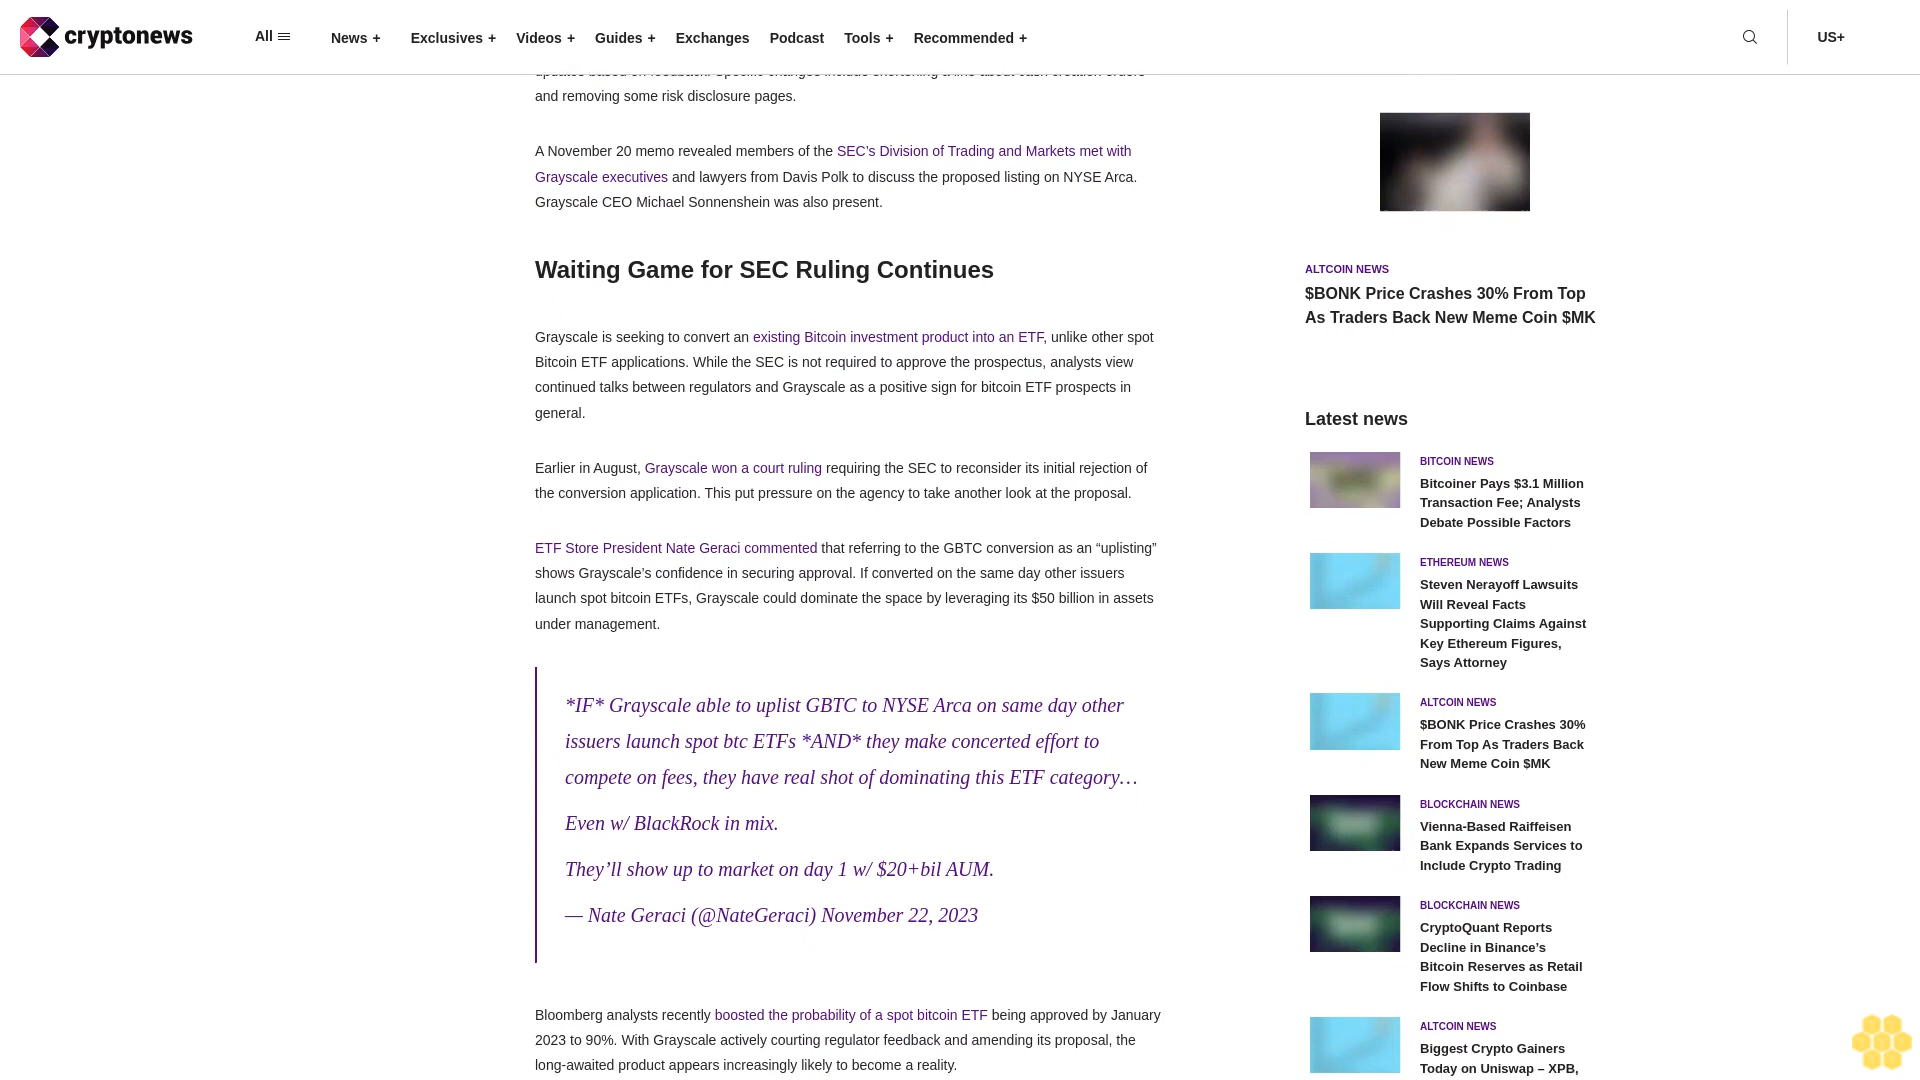 cryptonews
All
News +
Exclusives +
Videos +
Guides +
Exchanges
Podcast
Tools +
Recommended +
US+
and removing some risk disclosure pages.
A November 20 memo revealed members of the SEC’s Division of Trading and Markets met with
Grayscale executives and lawyers from Davis Polk to discuss the proposed listing on NYSE Arca.
Grayscale CEO Michael Sonnenshein was also present.
Waiting Game for SEC Ruling Continues
Grayscale is seeking to convert an existing Bitcoin investment product into an ETF, unlike other spot
Bitcoin ETF applications. While the SEC is not required to approve the prospectus, analysts view
continued talks between regulators and Grayscale as a positive sign for bitcoin ETF prospects in
general.
Earlier in August, Grayscale won a court ruling requiring the SEC to reconsider its initial rejection of
the conversion application. This put pressure on the agency to take another look at the proposal.
ETF Store President Nate Geraci commented that referring to the GBTC conversion as an “uplisting”
shows Grayscale’s confidence in securing approval. If converted on the same day other issuers
launch spot bitcoin ETFs, Grayscale could dominate the space by leveraging its $50 billion in assets
under management.
*IF* Grayscale able to uplist GBTC to NYSE Arca on same day other
issuers launch spot btc ETFs *AND* they make concerted effort to
compete on fees, they have real shot of dominating this ETF category…
Even w/ BlackRock in mix.
They’ll show up to market on day 1 w/ $20+bil AUM.
— Nate Geraci (@NateGeraci) November 22, 2023
Bloomberg analysts recently boosted the probability of a spot bitcoin ETF being approved by January
2023 to 90%. With Grayscale actively courting regulator feedback and amending its proposal, the
long-awaited product appears increasingly likely to become a reality.
ALTCOIN NEWS
$BONK Price Crashes 30% From Top
As Traders Back New Meme Coin $MK
Latest news
BITCOIN NEWS
Bitcoiner Pays $3.1 Million
Transaction Fee; Analysts
Debate Possible Factors
ETHEREUM NEWS
Steven Nerayoff Lawsuits
Will Reveal Facts
Supporting Claims Against
Key Ethereum Figures,
Says Attorney
ALTCOIN NEWS
$BONK Price Crashes 30%
From Top As Traders Back
New Meme Coin $MK
BLOCKCHAIN NEWS
Vienna-Based Raiffeisen
Bank Expands Services to
Include Crypto Trading
BLOCKCHAIN NEWS
CryptoQuant Reports
Decline in Binance’s
Bitcoin Reserves as Retail
Flow Shifts to Coinbase
ALTCOIN NEWS
Biggest Crypto Gainers
Today on Uniswap – XPB,